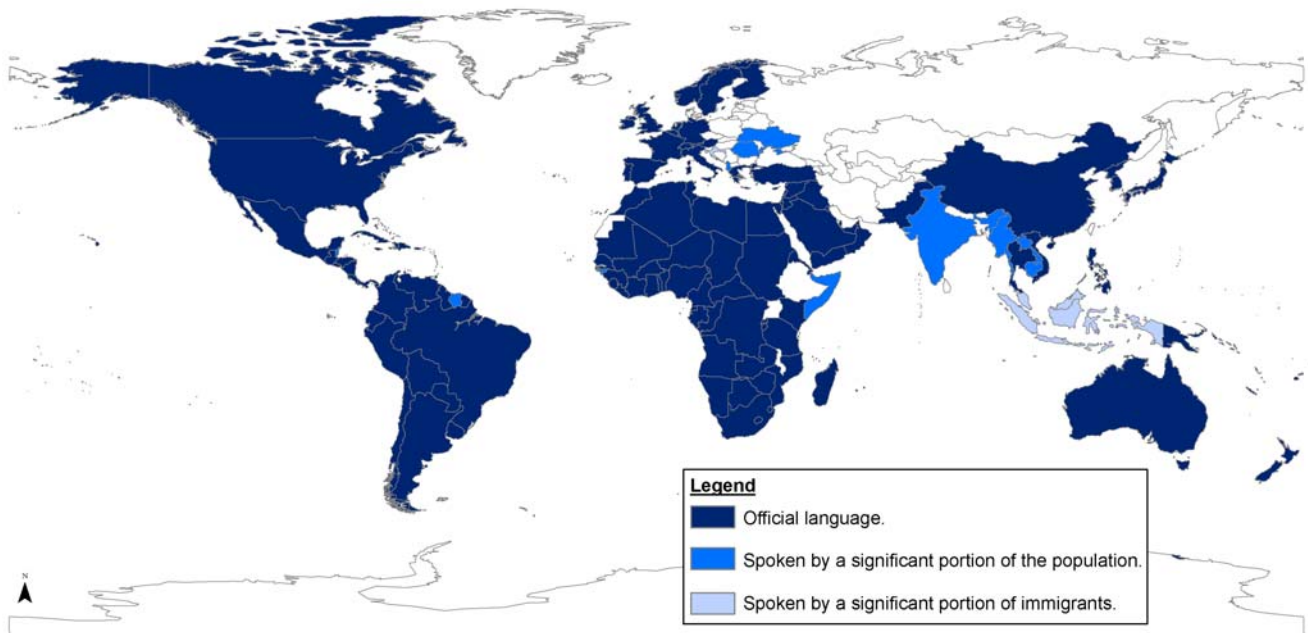 Legend
Official language.
Spoken by a significant portion of the population.
Spoken by a significant portion of immigrants.
N